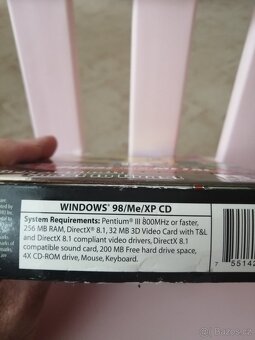 WINDOWS® 98/Me/XP CD
System Requirements: Pentium® III 800MHz or faster,
256 MB RAM, DirectX® 8.1, 32 MB 3D Video Card with T&L
and DirectX 8.1 compliant video drivers, DirectX 8.1
compatible sound card, 200 MB Free hard drive space,
4X CD-ROM drive, Mouse, Keyboard.
7 55142